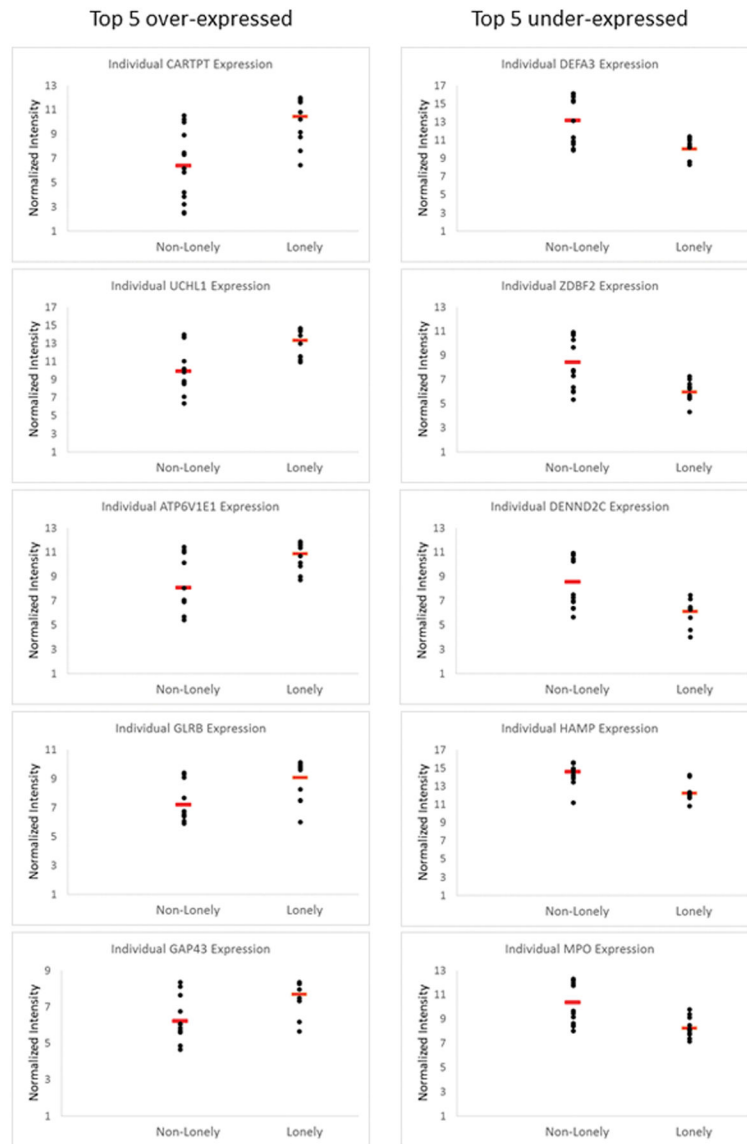 Top 5 over-expressed
Top 5 under-expressed
Individual CARTPT Expression
Normalized Intensity
13
11
9
7
5
3
1
Non-Lonely
Lonely
Individual DEFA3 Expression
Normalized Intensity
17
15
13
11
9
7
5
3
1
Non-Lonely
Lonely
Individual UCHL1 Expression
Normalized Intensity
17
15
13
11
9
7
5
3
1
Non-Lonely
Lonely
Individual ZDBF2 Expression
Normalized Intensity
13
11
9
7
5
3
1
Non-Lonely
Lonely
Individual ATP6V1E1 Expression
Normalized Intensity
13
11
9
7
5
3
1
Non-Lonely
Lonely
Individual DENND2C Expression
Normalized Intensity
13
11
9
7
5
3
1
Non-Lonely
Lonely
Individual GLRB Expression
Normalized Intensity
11
9
7
5
3
1
Non-Lonely
Lonely
Individual HAMP Expression
Normalized Intensity
17
15
13
11
9
7
5
3
1
Non-Lonely
Lonely
Individual GAP43 Expression
Normalized Intensity
9
7
5
3
1
Non-Lonely
Lonely
Individual MPO Expression
Normalized Intensity
13
11
9
7
5
3
1
Non-Lonely
Lonely